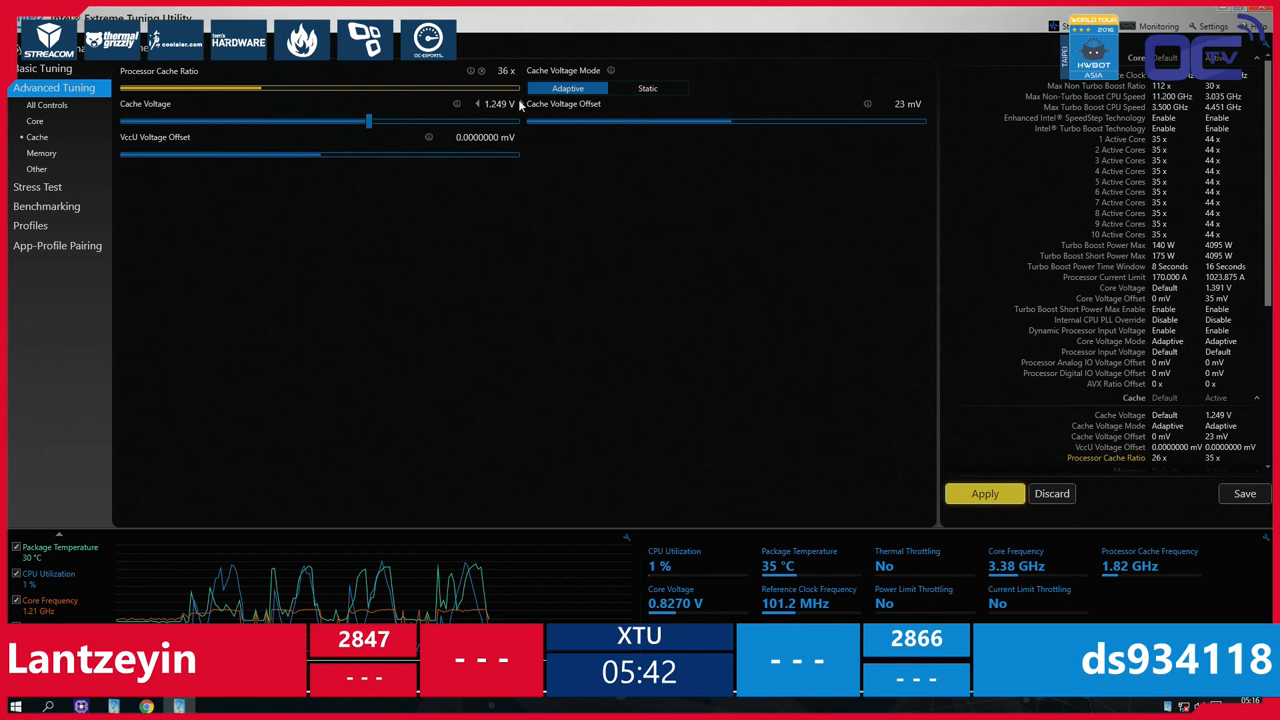 Extreme Tuning Utility
STREACOM
thermal grizzly
coolaler.com
tom's HARDWARE
OC-ESPORTS
Monitoring
Settings
WORLD TOUR
2016
TAIPEI
HWBOT
ASIA
OCTV
Basic Tuning
Advanced Tuning
All Controls
Core
Cache
Memory
Other
Stress Test
Benchmarking
Profiles
App-Profile Pairing
Processor Cache Ratio 36 x
Cache Voltage Mode
Adaptive Static
Cache Voltage 1.249 V
Cache Voltage Offset 23 mV
VccU Voltage Offset 0.0000000 mV
Core Default
Max Non Turbo Boost Ratio 112 x 30 x
Max Non-Turbo Boost CPU Speed 11.200 GHz 3.035 GHz
Max Turbo Boost CPU Speed 3.500 GHz 4.451 GHz
Enhanced Intel® SpeedStep Technology Enable Enable
Intel® Turbo Boost Technology Enable Enable
1 Active Core 35 x 44 x
2 Active Cores 35 x 44 x
3 Active Cores 35 x 44 x
4 Active Cores 35 x 44 x
5 Active Cores 35 x 44 x
6 Active Cores 35 x 44 x
7 Active Cores 35 x 44 x
8 Active Cores 35 x 44 x
9 Active Cores 35 x 44 x
10 Active Cores 35 x 44 x
Turbo Boost Power Max 140 W 4095 W
Turbo Boost Short Power Max 175 W 4095 W
Turbo Boost Power Time Window 8 Seconds 16 Seconds
Processor Current Limit 170.000 A 1023.875 A
Core Voltage Default 1.391 V
Core Voltage Offset 0 mV 35 mV
Turbo Boost Short Power Max Enable Enable Enable
Internal CPU PLL Override Disable Disable
Dynamic Processor Input Voltage Enable Enable
Core Voltage Mode Adaptive Adaptive
Processor Input Voltage Default Default
Processor Analog IO Voltage Offset 0 mV 0 mV
Processor Digital IO Voltage Offset 0 mV 0 mV
AVX Ratio Offset 0 x 0 x
Cache Default Active
Cache Voltage Default 1.249 V
Cache Voltage Mode Adaptive Adaptive
Cache Voltage Offset 0 mV 23 mV
VccU Voltage Offset 0.0000000 mV 0.0000000 mV
Processor Cache Ratio 26 x 35 x
Apply Discard Save
Package Temperature
30 °C
CPU Utilization
1 %
Core Frequency
1.21 GHz
CPU Utilization
1 %
Package Temperature
35 °C
Thermal Throttling
No
Core Frequency
3.38 GHz
Processor Cache Frequency
1.82 GHz
Core Voltage
0.8270 V
Reference Clock Frequency
101.2 MHz
Power Limit Throttling
No
Current Limit Throttling
No
Lantzeyin
2847
- - -
- - -
XTU
05:42
- - -
2866
- - -
ds934118
05:16